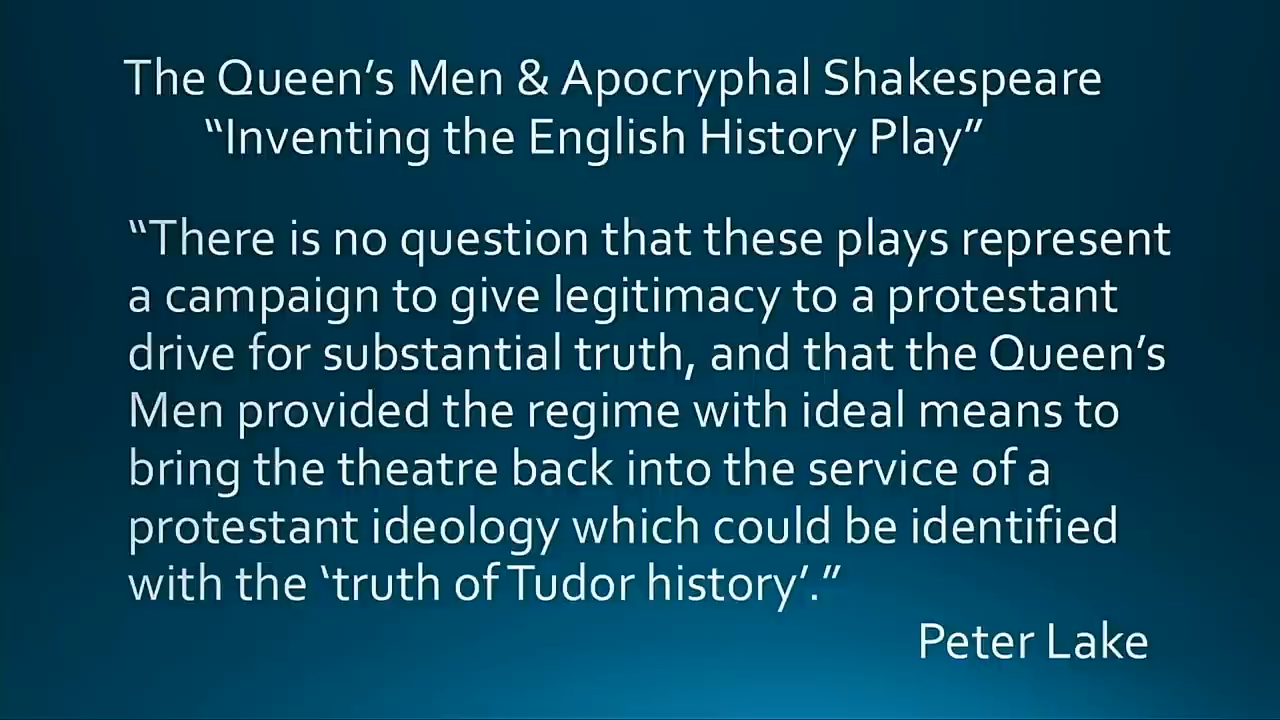 The Queen’s Men & Apocryphal Shakespeare
“Inventing the English History Play”
“There is no question that these plays represent
a campaign to give legitimacy to a protestant
drive for substantial truth, and that the Queen’s
Men provided the regime with ideal means to
bring the theatre back into the service of a
protestant ideology which could be identified
with the ‘truth of Tudor history’.”
Peter Lake